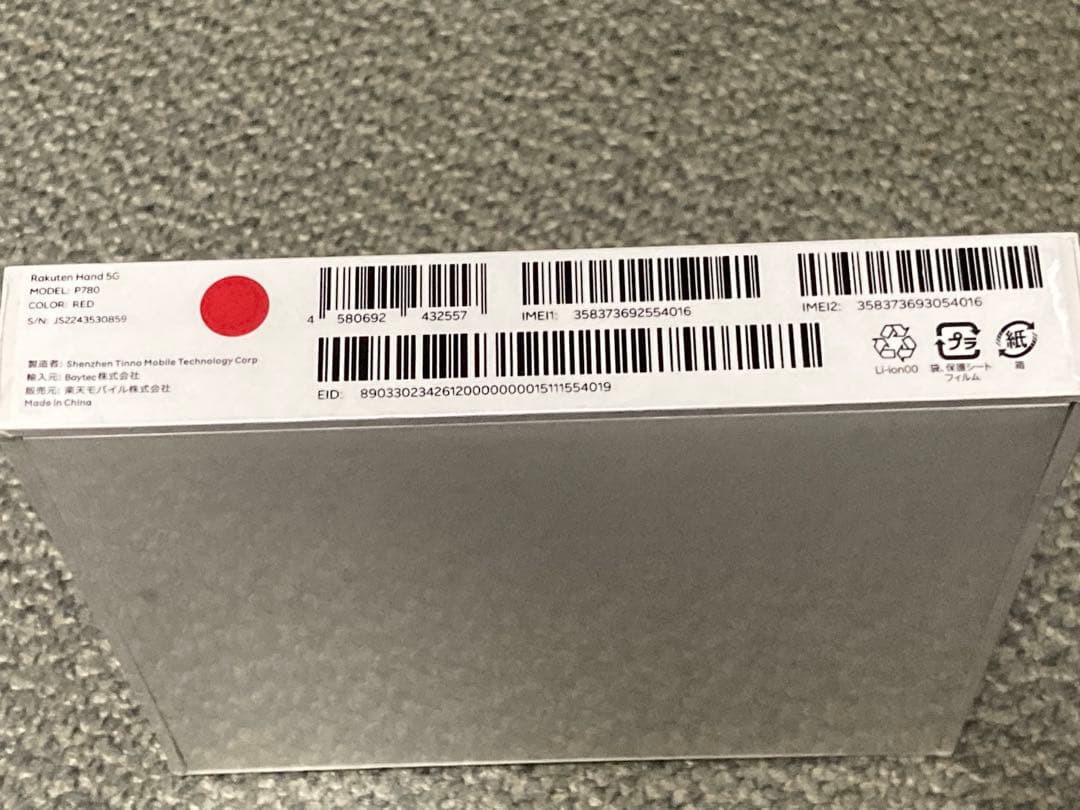 Rakuten Hand 5G
MODEL: P780
COLOR: RED
S/N: JS2243530859
製造者: Shenzhen Tinno Mobile Technology Corp
輸入元: Baytec株式会社
販売元: 楽天モバイル株式会社
Made in China
4 580692 432557
IMEI1: 358373692554016
IMEI2: 358373693054016
EID: 89033023426120000000015111554019
Li-ion00
プラ
袋、保護シート
フィルム
紙
箱